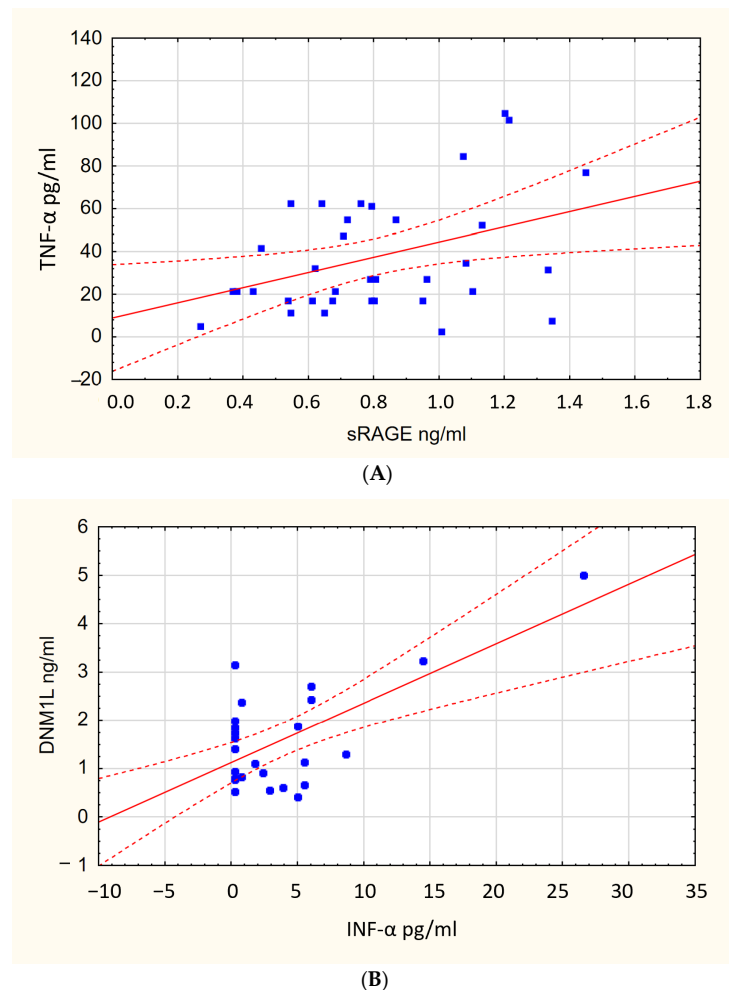 140
120
100
80
60
40
20
0
−20
TNF-α pg/ml
0.0 0.2 0.4 0.6 0.8 1.0 1.2 1.4 1.6 1.8
sRAGE ng/ml
(A)
6
5
4
3
2
1
0
− 1
DNM1L ng/ml
−10 −5 0 5 10 15 20 25 30 35
INF-α pg/ml
(B)